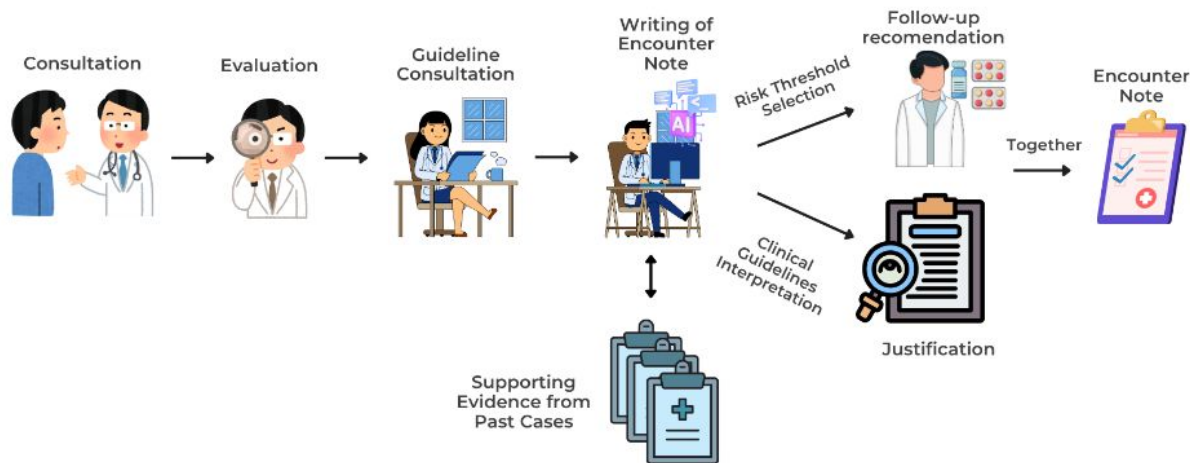 Consultation
Evaluation
Guideline
Consultation
Writing of
Encounter
Note
AI
Risk Threshold
Selection
Follow-up
recomendation
Together
Encounter
Note
Clinical
Guidelines
Interpretation
Justification
Supporting
Evidence from
Past Cases